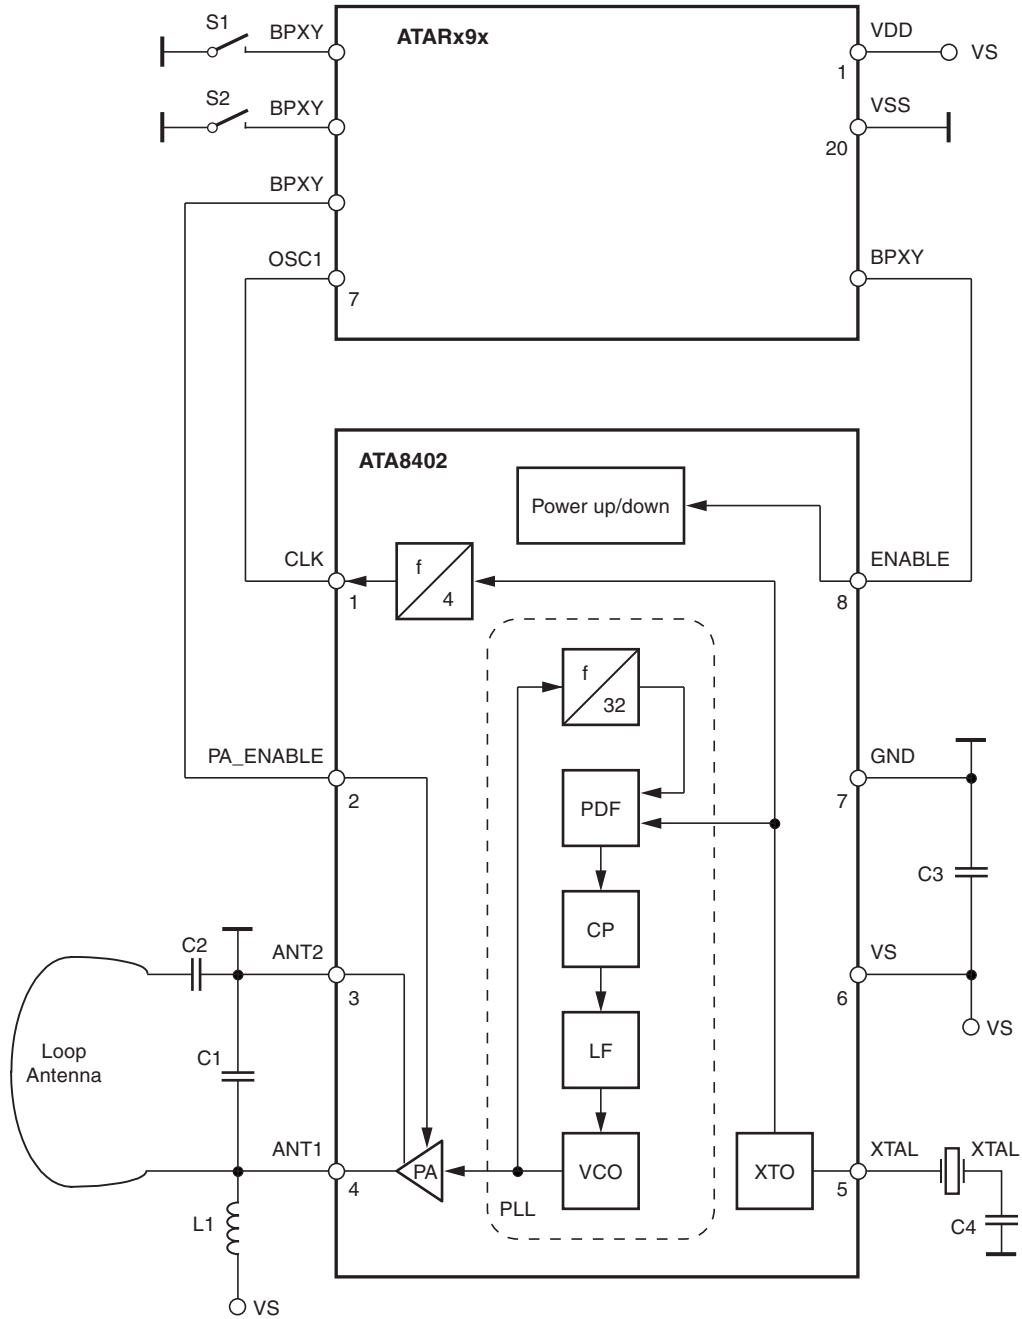 S1
BPXY
ATARx9x
VDD
VS
1
S2
BPXY
VSS
20
BPXY
OSC1
7
BPXY
ATA8402
Power up/down
CLK
1
f
4
ENABLE
8
f
32
PA_ENABLE
2
PDF
GND
7
C3
CP
C2
ANT2
3
VS
6
VS
Loop
Antenna
C1
LF
ANT1
4
PA
VCO
PLL
XTO
XTAL
5
XTAL
C4
L1
VS